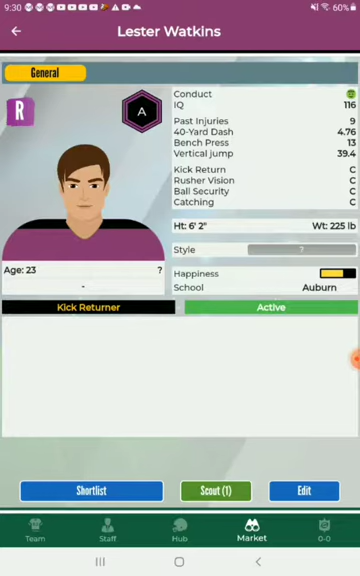 9:30
60%
Lester Watkins
General
R
A
Conduct
IQ 116
Past Injuries 9
40-Yard Dash 4.76
Bench Press 13
Vertical jump 39.4
Kick Return C
Rusher Vision C
Ball Security C
Catching C
Ht: 6' 2" Wt: 225 lb
Style ?
Age: 23 ?
-
Happiness
School Auburn
Kick Returner Active
Shortlist Scout (1) Edit
Team Staff Hub Market 0-0